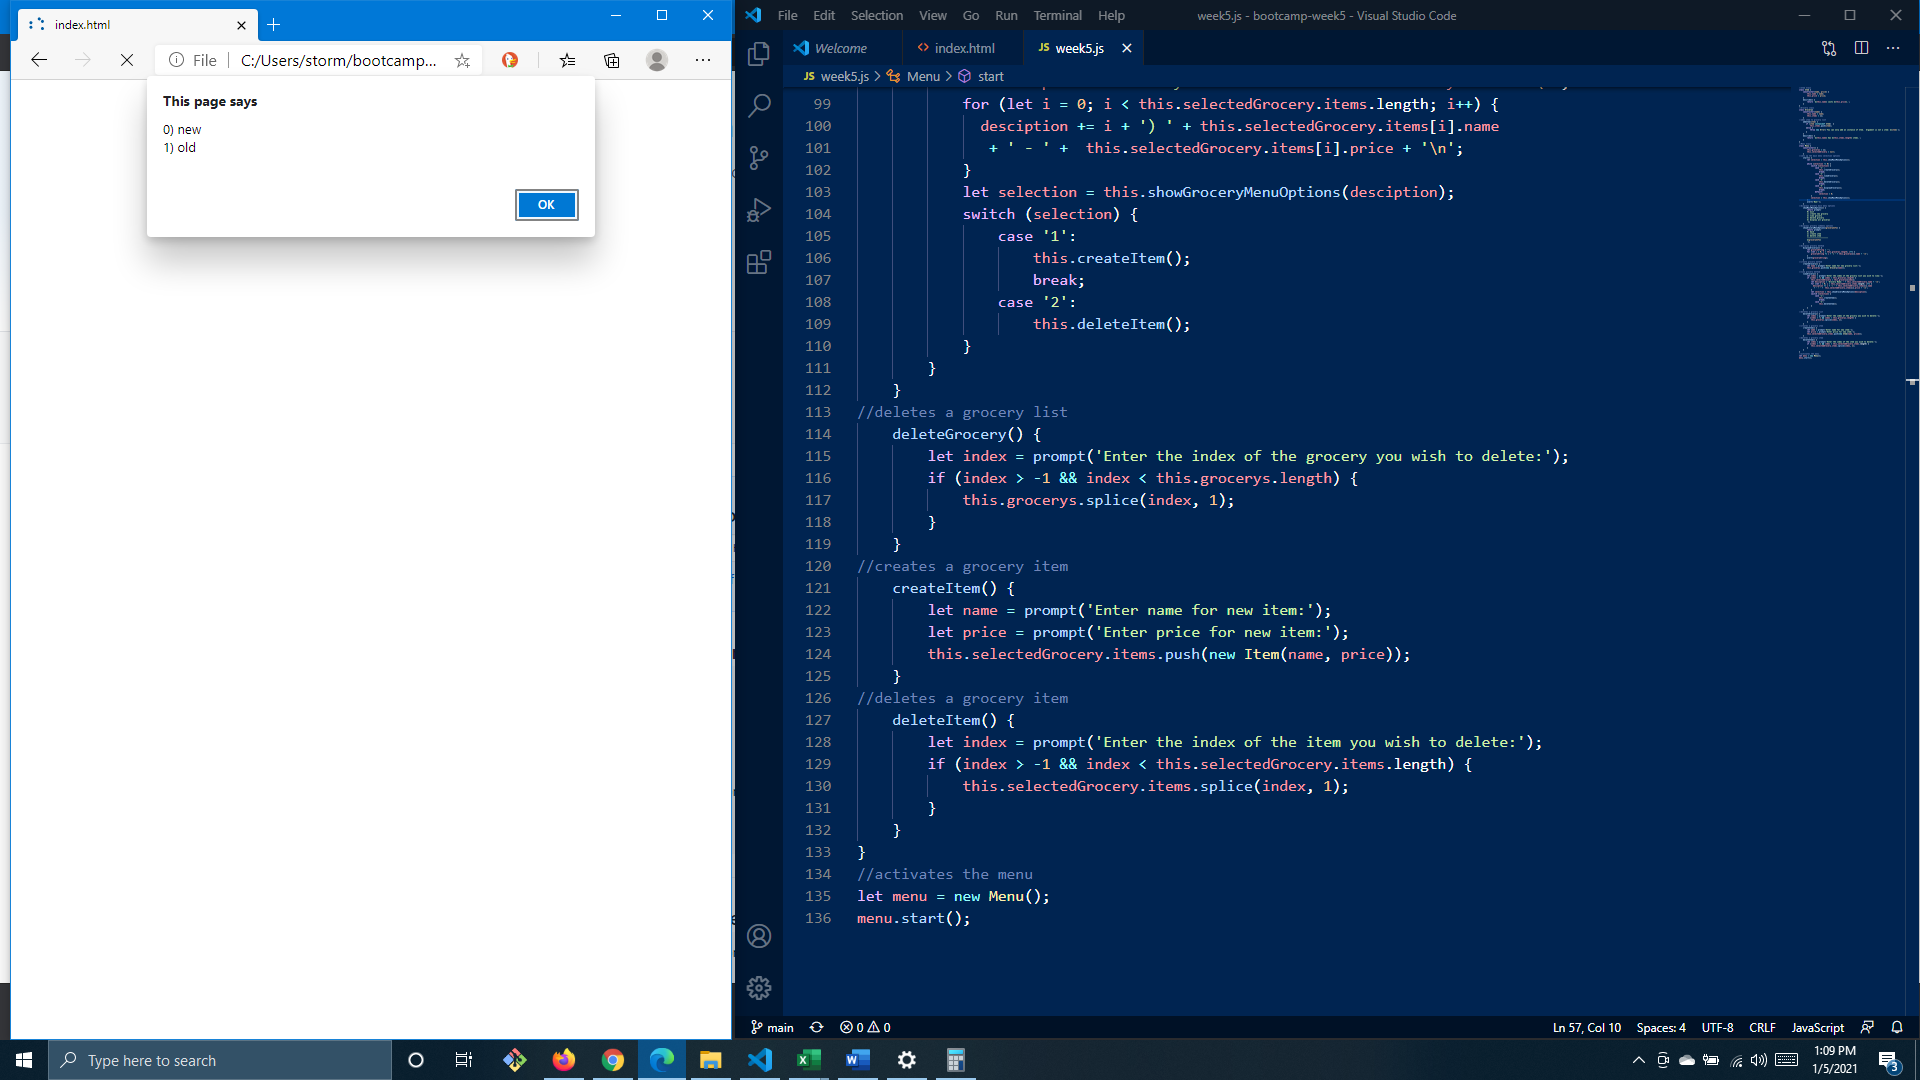 index.html
File
C:/Users/storm/bootcamp...
This page says
0) new
1) old
OK
File Edit Selection View Go Run Terminal Help
week5.js - bootcamp-week5 - Visual Studio Code
Welcome
index.html
JS week5.js
JS week5.js > Menu > start
99 for (let i = 0; i < this.selectedGrocery.items.length; i++) {
100 desciption += i + ') ' + this.selectedGrocery.items[i].name
101 + ' - ' +  this.selectedGrocery.items[i].price + '\n';
102 }
103 let selection = this.showGroceryMenuOptions(desciption);
104 switch (selection) {
105 case '1':
106 this.createItem();
107 break;
108 case '2':
109 this.deleteItem();
110 }
111 }
112 }
113 //deletes a grocery list
114 deleteGrocery() {
115 let index = prompt('Enter the index of the grocery you wish to delete:');
116 if (index > -1 && index < this.grocerys.length) {
117 this.grocerys.splice(index, 1);
118 }
119 }
120 //creates a grocery item
121 createItem() {
122 let name = prompt('Enter name for new item:');
123 let price = prompt('Enter price for new item:');
124 this.selectedGrocery.items.push(new Item(name, price));
125 }
126 //deletes a grocery item
127 deleteItem() {
128 let index = prompt('Enter the index of the item you wish to delete:');
129 if (index > -1 && index < this.selectedGrocery.items.length) {
130 this.selectedGrocery.items.splice(index, 1);
131 }
132 }
133 }
134 //activates the menu
135 let menu = new Menu();
136 menu.start();
main
0 0
Ln 57, Col 10
Spaces: 4
UTF-8
CRLF
JavaScript
Type here to search
1:09 PM
1/5/2021
3